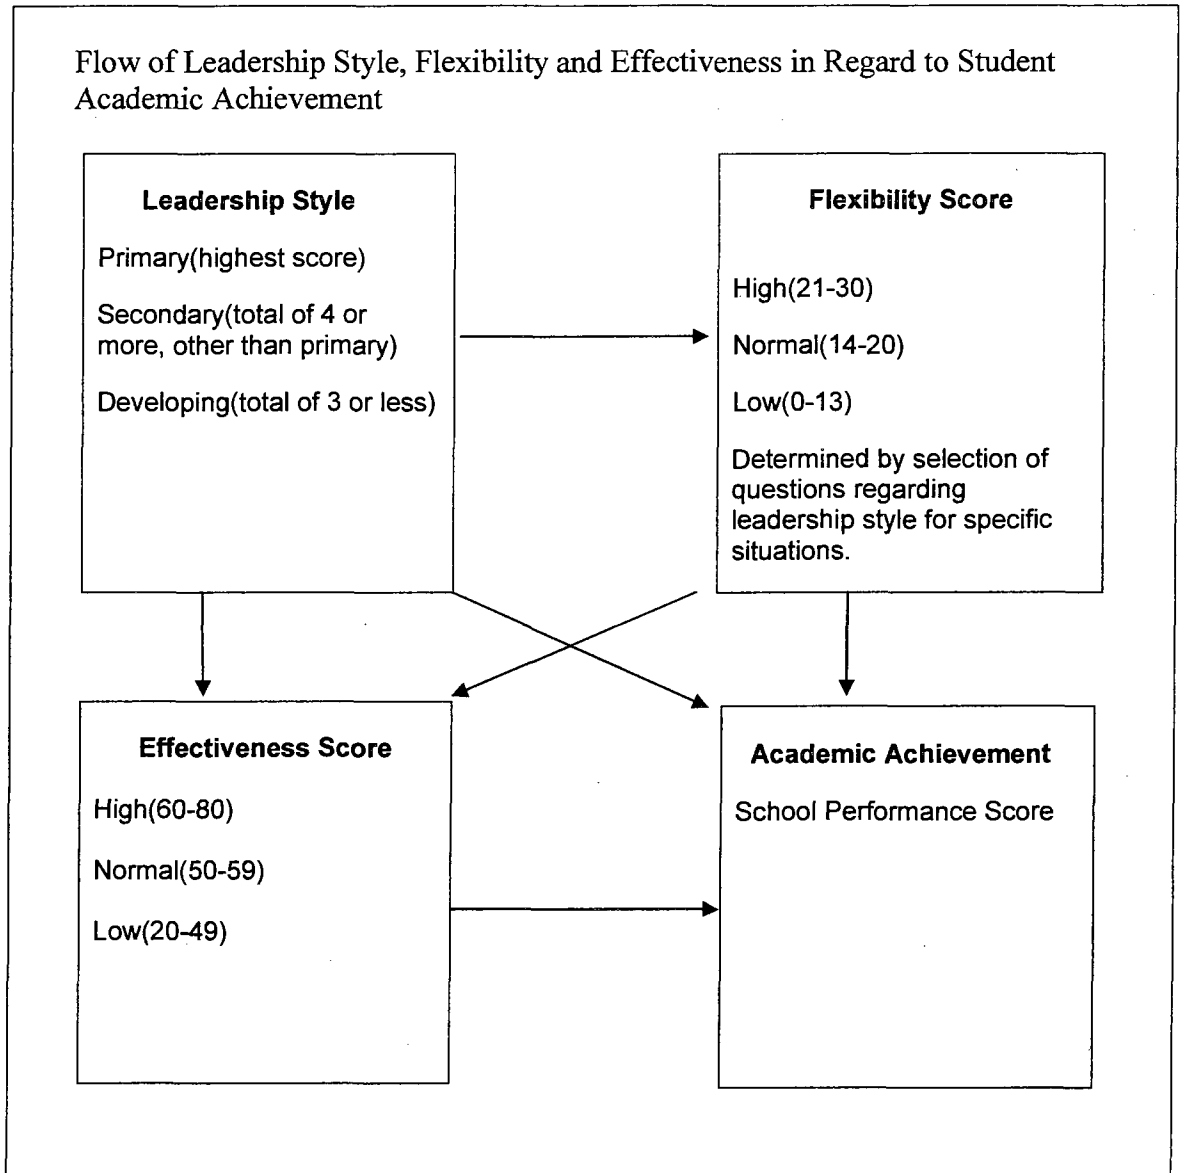 Flow of Leadership Style, Flexibility and Effectiveness in Regard to Student
Academic Achievement
Leadership Style
Primary(highest score)
Secondary(total of 4 or
more, other than primary)
Developing(total of 3 or less)
Flexibility Score
High(21-30)
Normal(14-20)
Low(0-13)
Determined by selection of
questions regarding
leadership style for specific
situations.
Effectiveness Score
High(60-80)
Normal(50-59)
Low(20-49)
Academic Achievement
School Performance Score